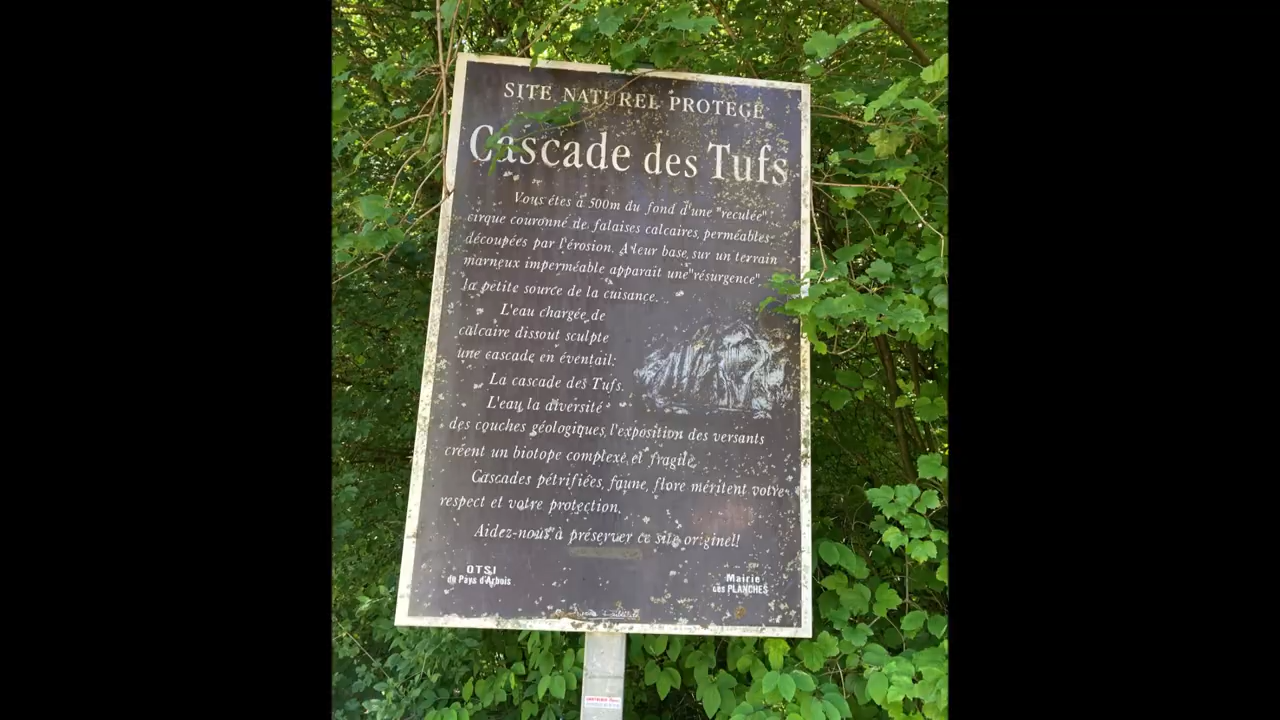 SITE NATUREL PROTEGE
Cascade des Tufs
Vous êtes à 500m du fond d'une "reculée"
cirque couronné de falaises calcaires, perméables
découpées par l'érosion. A leur base, sur un terrain
marneux imperméable apparait une "résurgence"
la petite source de la cuisance.
L'eau chargée de
calcaire dissout sculpte
une cascade en éventail:
La cascade des Tufs.
L'eau, la diversité
des couches géologiques, l'exposition des versants
créent un biotope complexe et fragile.
Cascades pétrifiées, faune, flore méritent votre
respect et votre protection.
Aidez-nous à préserver ce site originel!
OTSI
du Pays d'Arbois
Mairie
des PLANCHES